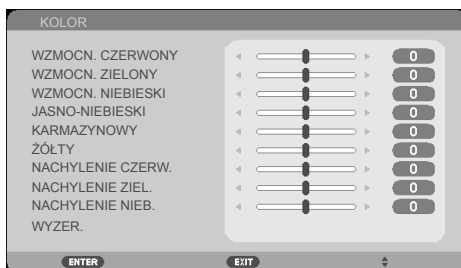 KOLOR
WZMOCN. CZERWONY 0
WZMOCN. ZIELONY 0
WZMOCN. NIEBIESKI 0
JASNO-NIEBIESKI 0
KARMAZYNOWY 0
ŻÓŁTY 0
NACHYLENIE CZERW. 0
NACHYLENIE ZIEL. 0
NACHYLENIE NIEB. 0
WYZER.
ENTER EXIT